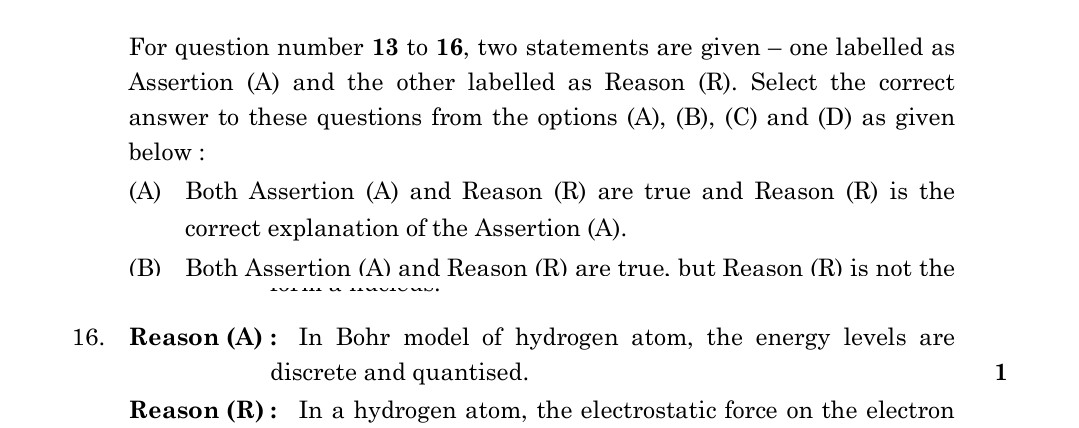 For question number 13 to 16, two statements are given – one labelled as
Assertion (A) and the other labelled as Reason (R). Select the correct
answer to these questions from the options (A), (B), (C) and (D) as given
below :
(A) Both Assertion (A) and Reason (R) are true and Reason (R) is the
correct explanation of the Assertion (A).
(B) Both Assertion (A) and Reason (R) are true, but Reason (R) is not the
16. Reason (A) : In Bohr model of hydrogen atom, the energy levels are
discrete and quantised. 1
Reason (R) : In a hydrogen atom, the electrostatic force on the electron